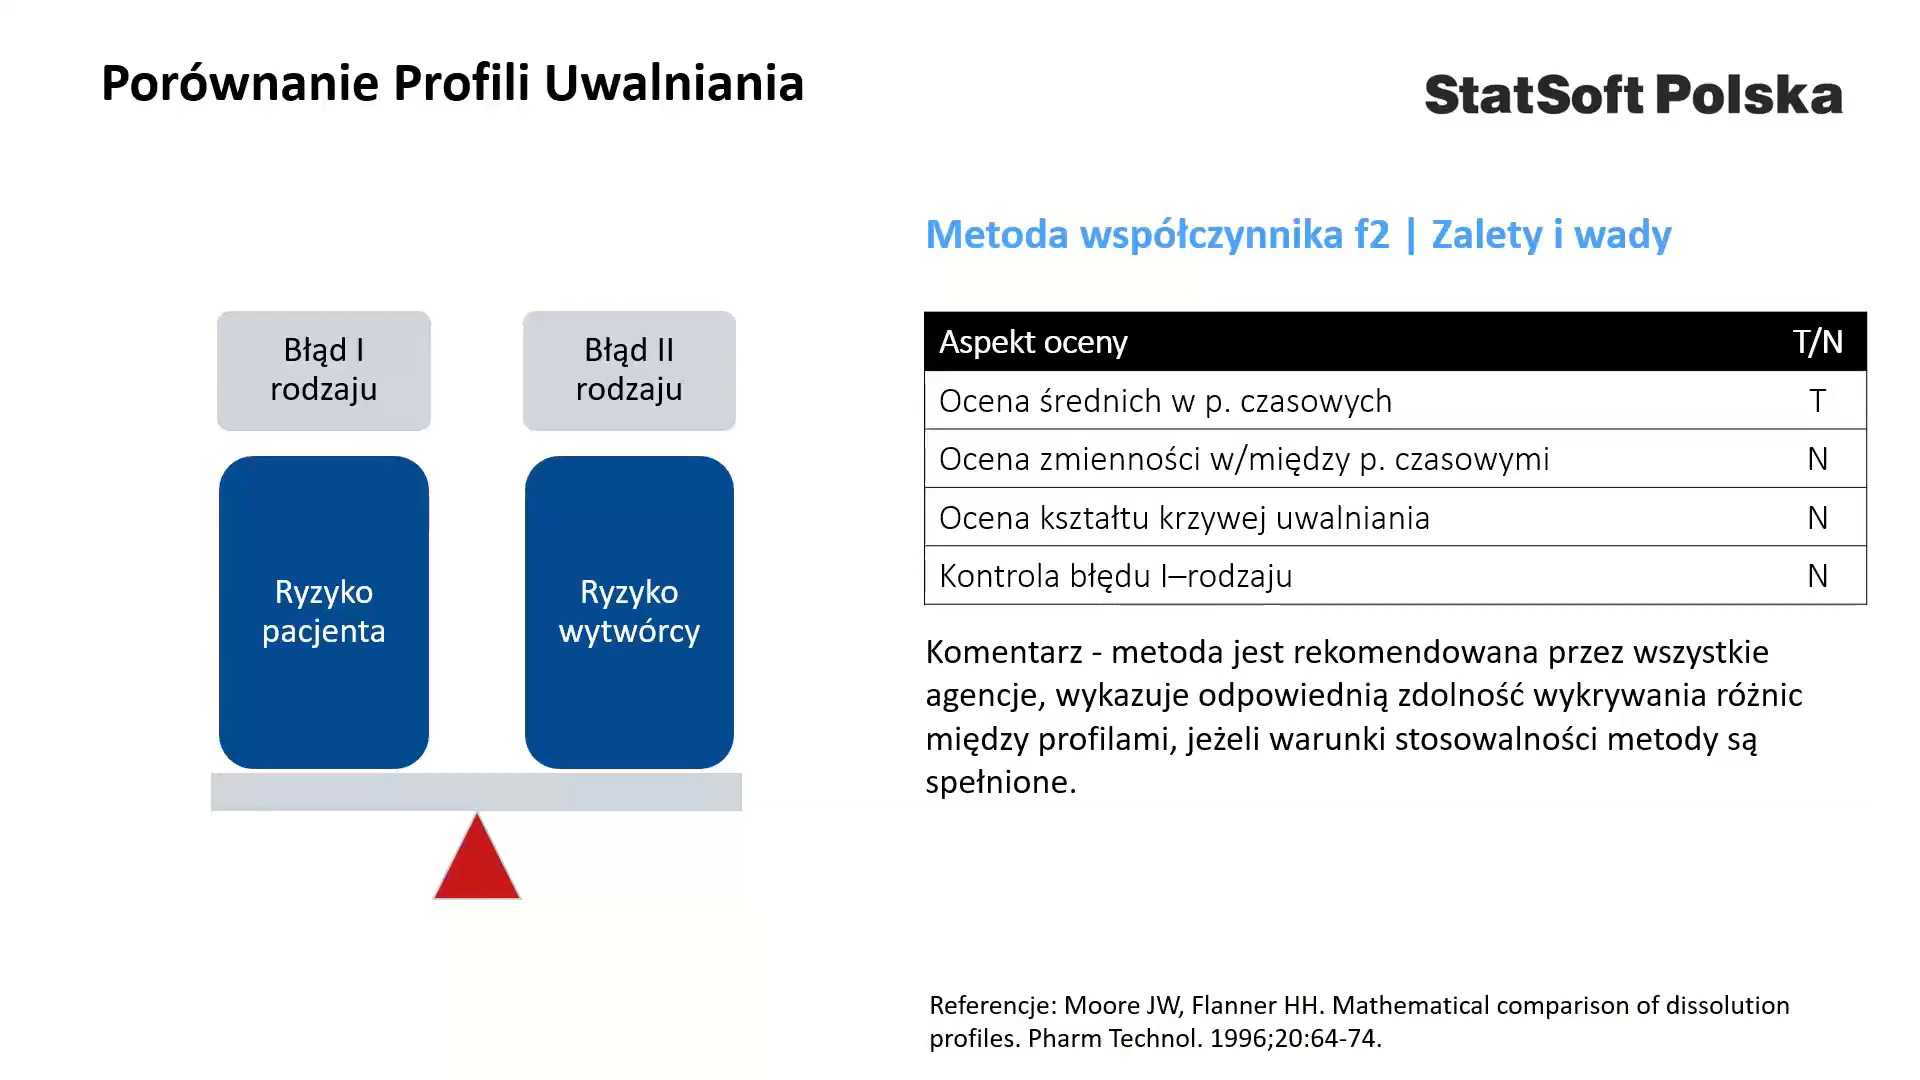 Porównanie Profili Uwalniania
StatSoft Polska
Błąd I
rodzaju
Błąd II
rodzaju
Ryzyko
pacjenta
Ryzyko
wytwórcy
Metoda współczynnika f2 | Zalety i wady
Aspekt oceny T/N
Ocena średnich w p. czasowych T
Ocena zmienności w/między p. czasowymi N
Ocena kształtu krzywej uwalniania N
Kontrola błędu I–rodzaju N
Komentarz - metoda jest rekomendowana przez wszystkie
agencje, wykazuje odpowiednią zdolność wykrywania różnic
między profilami, jeżeli warunki stosowalności metody są
spełnione.
Referencje: Moore JW, Flanner HH. Mathematical comparison of dissolution
profiles. Pharm Technol. 1996;20:64-74.